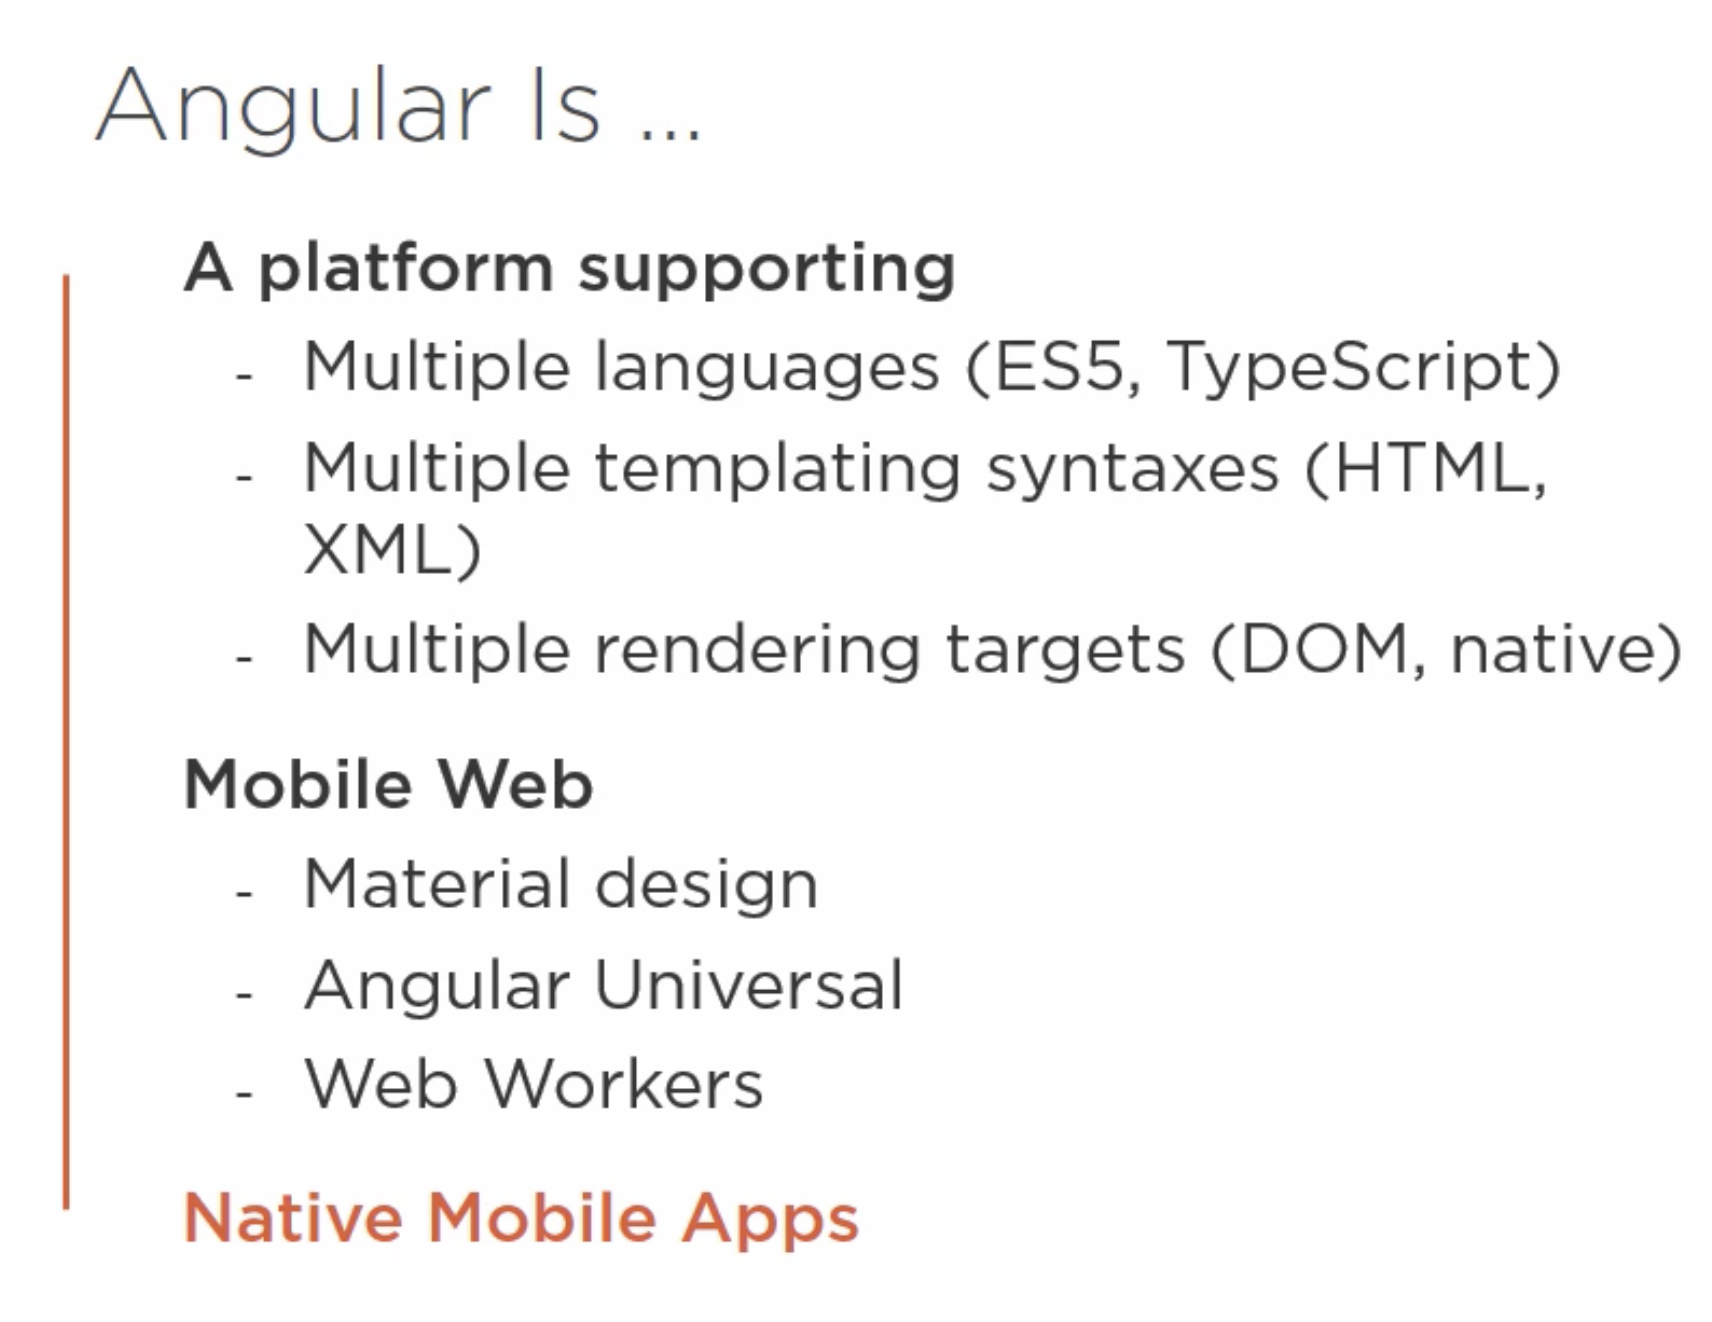 Angular Is ...
A platform supporting
- Multiple languages (ES5, TypeScript)
- Multiple templating syntaxes (HTML,
XML)
- Multiple rendering targets (DOM, native)
Mobile Web
- Material design
- Angular Universal
- Web Workers
Native Mobile Apps